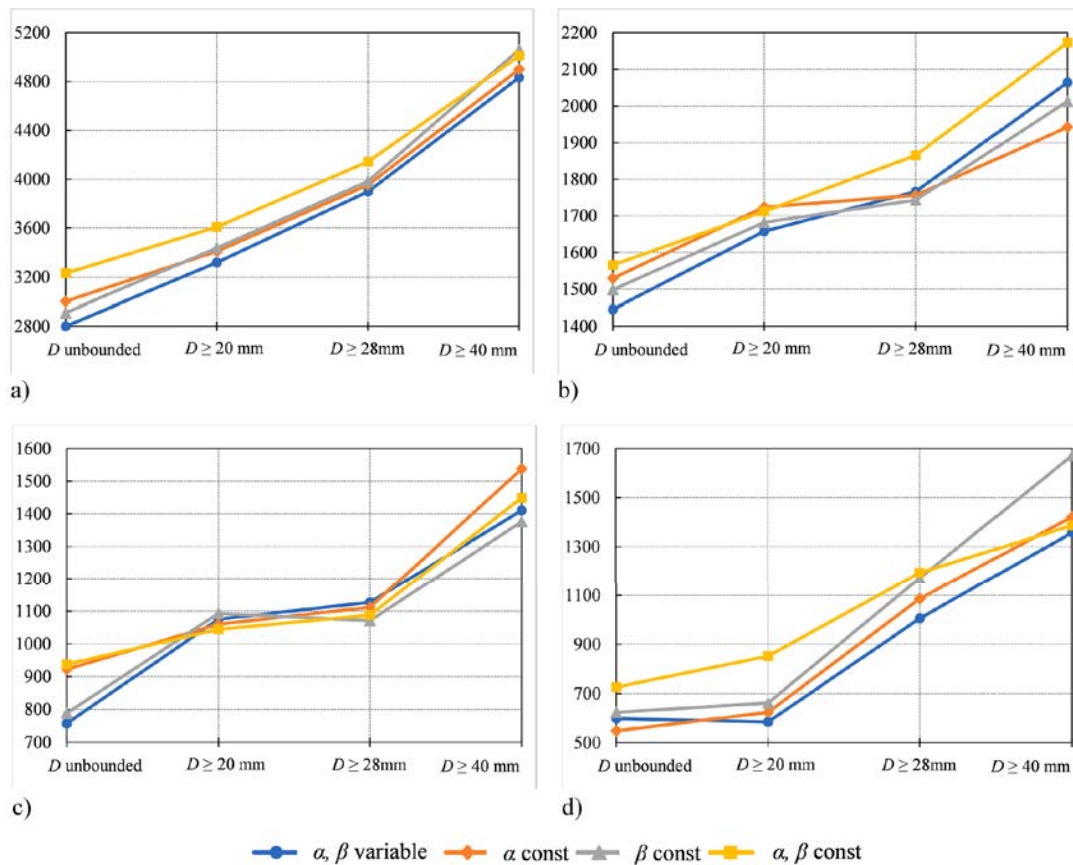 5200
4800
4400
4000
3600
3200
2800
D unbounded
D ≥ 20 mm
D ≥ 28mm
D ≥ 40 mm
a)
2200
2100
2000
1900
1800
1700
1600
1500
1400
D unbounded
D ≥ 20 mm
D ≥ 28mm
D ≥ 40 mm
b)
1600
1500
1400
1300
1200
1100
1000
900
800
700
D unbounded
D ≥ 20 mm
D ≥ 28mm
D ≥ 40 mm
c)
1700
1500
1300
1100
900
700
500
D unbounded
D ≥ 20 mm
D ≥ 28mm
D ≥ 40 mm
d)
α, β variable
α const
β const
α, β const